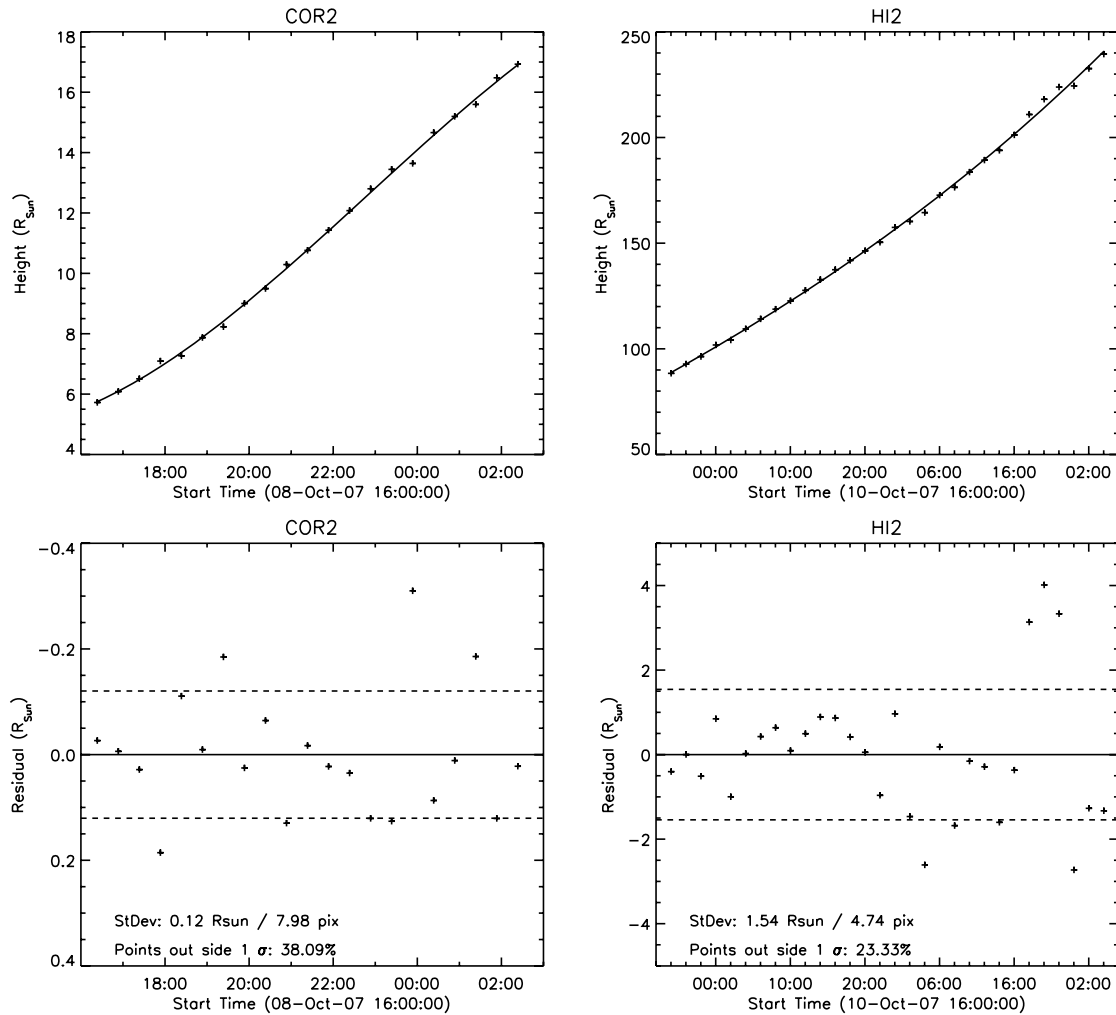 COR2
18
16
14
12
10
8
6
4
Height (RSun)
18:00 20:00 22:00 00:00 02:00
Start Time (08-Oct-07 16:00:00)
HI2
250
200
150
100
50
Height (RSun)
00:00 10:00 20:00 06:00 16:00 02:00
Start Time (10-Oct-07 16:00:00)
COR2
-0.4
-0.2
0.0
0.2
0.4
Residual (RSun)
StDev: 0.12 Rsun / 7.98 pix
Points out side 1 σ: 38.09%
18:00 20:00 22:00 00:00 02:00
Start Time (08-Oct-07 16:00:00)
HI2
4
2
0
-2
-4
Residual (RSun)
StDev: 1.54 Rsun / 4.74 pix
Points out side 1 σ: 23.33%
00:00 10:00 20:00 06:00 16:00 02:00
Start Time (10-Oct-07 16:00:00)